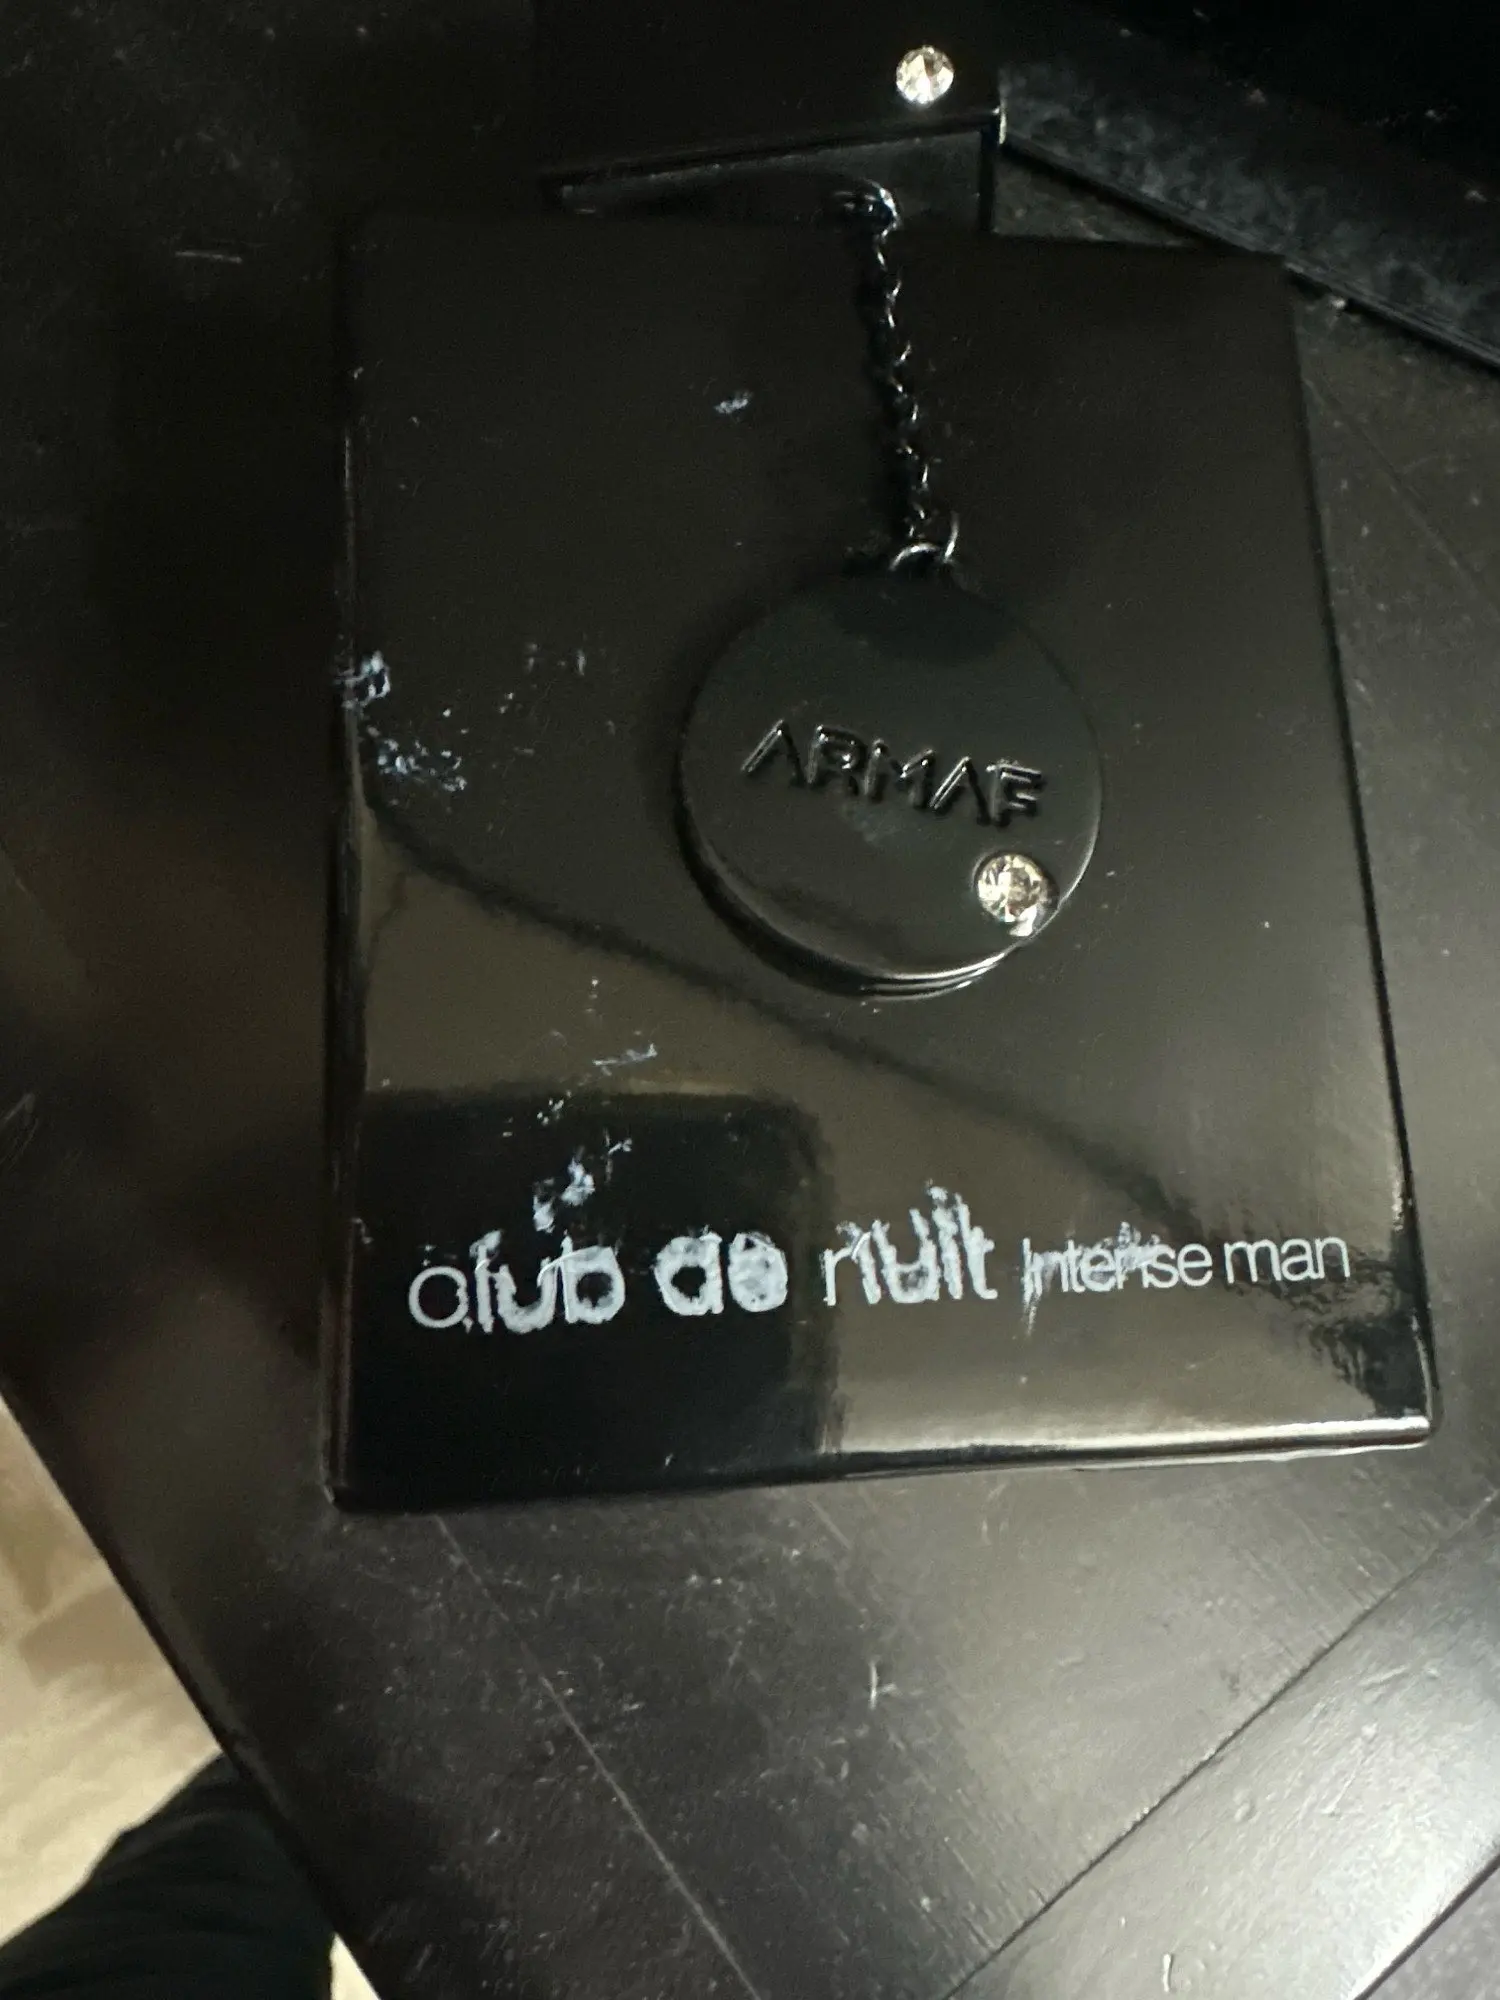 ARMAF
club de nuit intense man